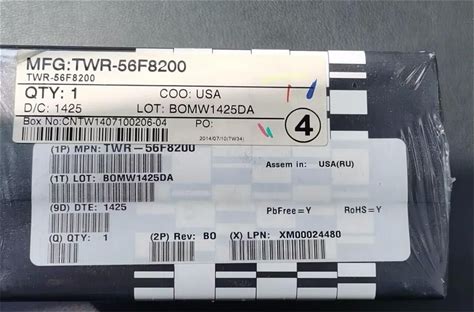 MFG:TWR-56F8200
TWR-56F8200
QTY: 1 COO: USA
D/C: 1425 LOT: BOMW1425DA
Box No:CNTW1407100206-04 PO:
2014/07/10(TW34)
4
(1P) MPN: TWR-56F8200
Assem in: USA(RU)
(1T) LOT: BOMW1425DA
(9D) DTE: 1425 PbFree=Y RoHS=Y
(Q) QTY: 1 (2P) Rev: BO (X) LPN: XM00024480